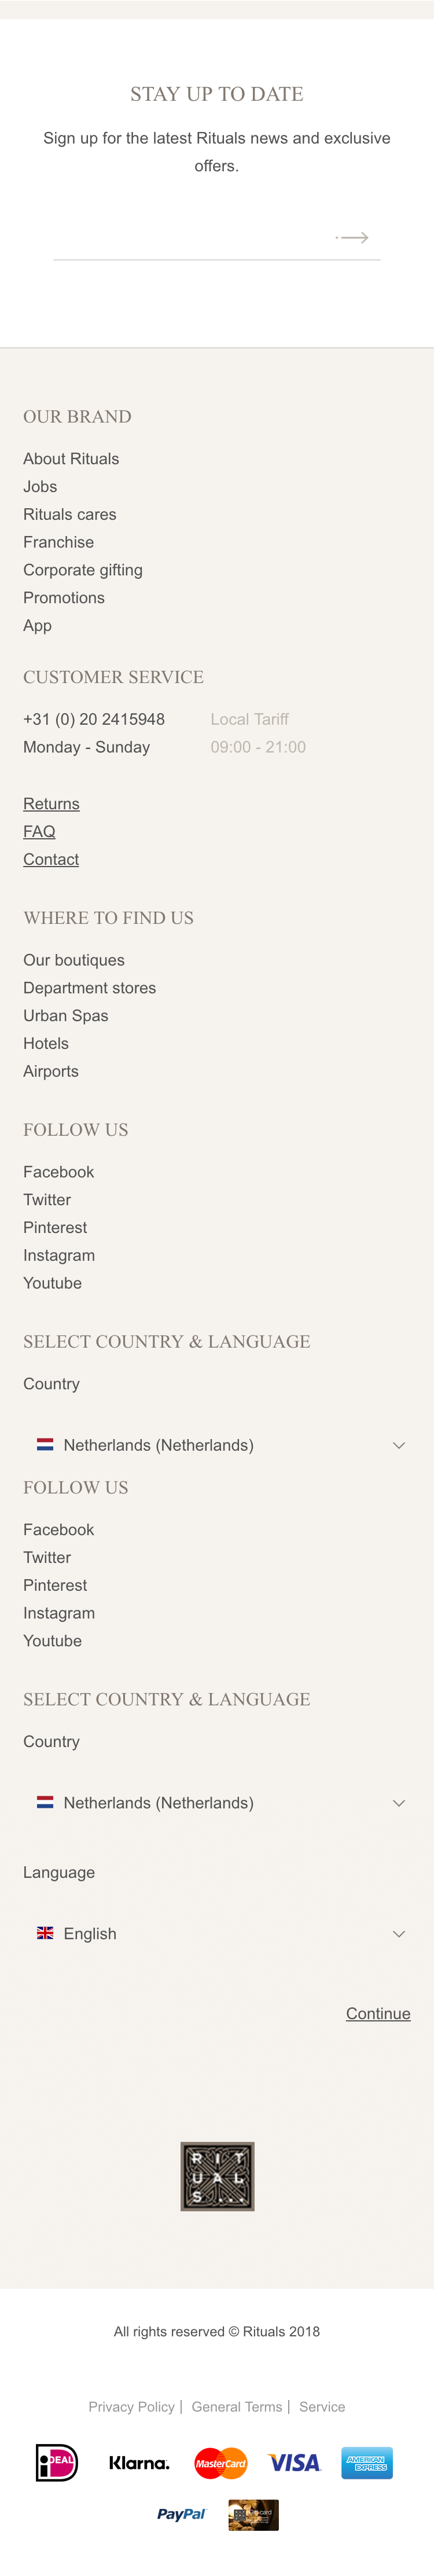 STAY UP TO DATE
Sign up for the latest Rituals news and exclusive
offers.
OUR BRAND
About Rituals
Jobs
Rituals cares
Franchise
Corporate gifting
Promotions
App
CUSTOMER SERVICE
+31 (0) 20 2415948 Local Tariff
Monday - Sunday 09:00 - 21:00
Returns
FAQ
Contact
WHERE TO FIND US
Our boutiques
Department stores
Urban Spas
Hotels
Airports
FOLLOW US
Facebook
Twitter
Pinterest
Instagram
Youtube
SELECT COUNTRY & LANGUAGE
Country
Netherlands (Netherlands)
FOLLOW US
Facebook
Twitter
Pinterest
Instagram
Youtube
SELECT COUNTRY & LANGUAGE
Country
Netherlands (Netherlands)
Language
English
Continue
RIT
UAL
S...
All rights reserved © Rituals 2018
Privacy Policy | General Terms | Service
iDEAL Klarna. MasterCard VISA AMERICAN EXPRESS
PayPal